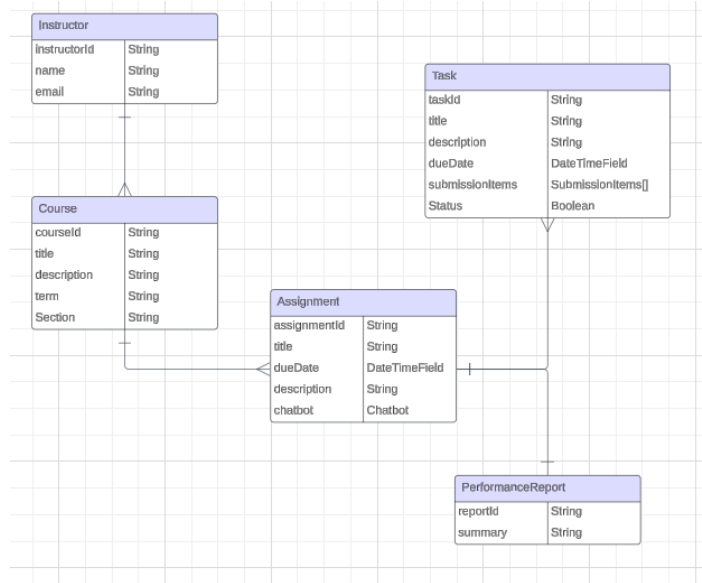 Instructor
instructorId String
name String
email String
Task
taskId String
title String
description String
dueDate DateTimeField
submissionItems SubmissionItems[]
Status Boolean
Course
courseId String
title String
description String
term String
Section String
Assignment
assignmentId String
title String
dueDate DateTimeField
description String
chatbot Chatbot
PerformanceReport
reportId String
summary String